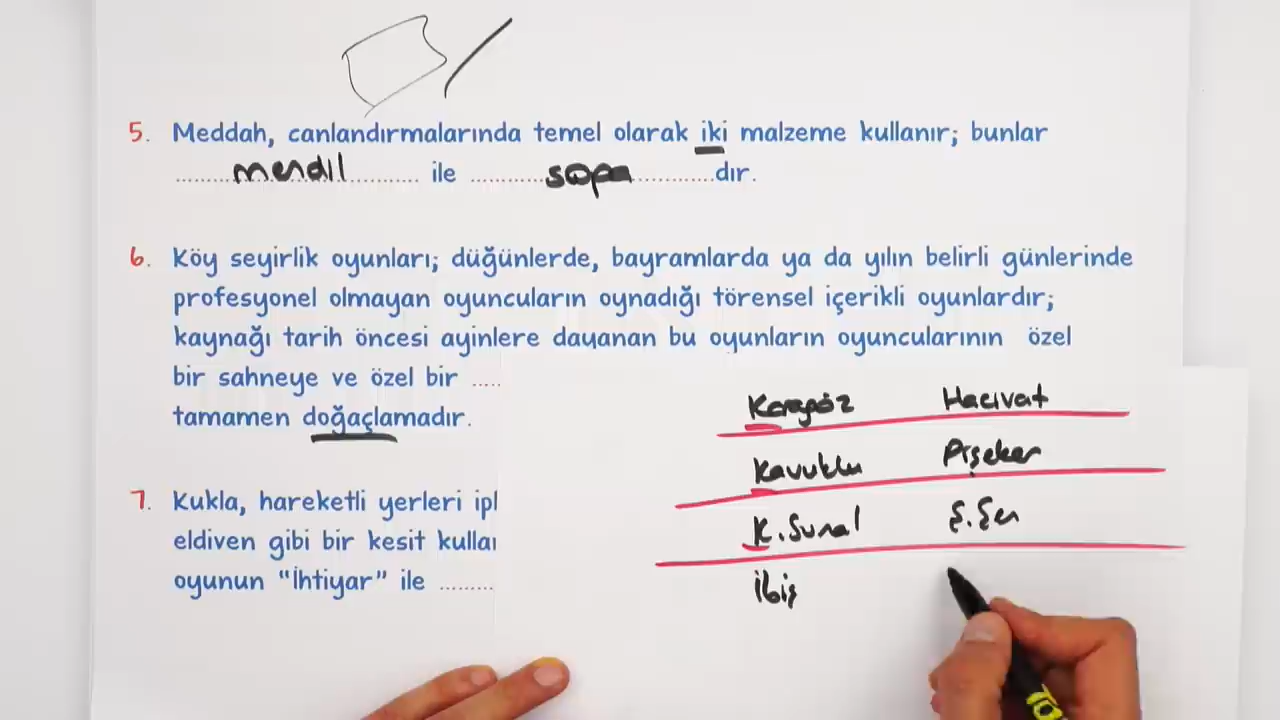 5. Meddah, canlandırmalarında temel olarak iki malzeme kullanır; bunlar
mendil ile sopa dır.
6. Köy seyirlik oyunları; düğünlerde, bayramlarda ya da yılın belirli günlerinde
profesyonel olmayan oyuncuların oynadığı törensel içerikli oyunlardır;
kaynağı tarih öncesi ayinlere dayanan bu oyunların oyuncularının özel
bir sahneye ve özel bir .....
tamamen doğaçlamadır.
7. Kukla, hareketli yerleri ipl
eldiven gibi bir kesit kullan
oyunun “İhtiyar” ile .........
Karagöz Hacivat
Kavuklu Pişekar
K. Sunal Ş. Şen
İbiş